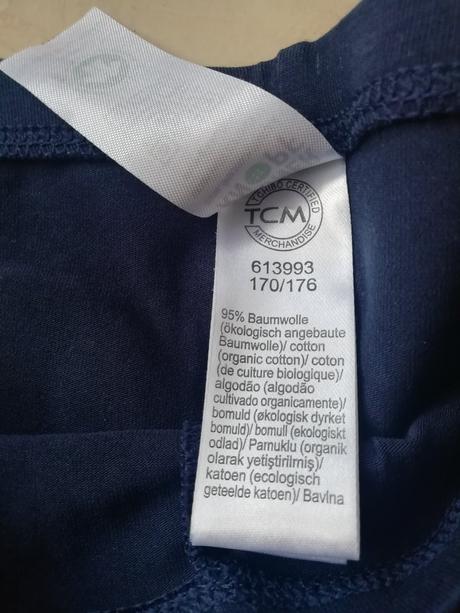 TCHIBO CERTIFIED
TCM
MERCHANDISE
613993
170/176
95% Baumwolle
(ökologisch angebaute
Baumwolle)/ cotton
(organic cotton)/ coton
(de culture biologique)/
algodão (algodão
cultivado organicamente)/
bomuld (økologisk dyrket
bomuld)/ bomull (ekologiskt
odlad)/ Pamuklu (organik
olarak yetiştirilmiş)/
katoen (ecologisch
geteelde katoen)/ Bavlna